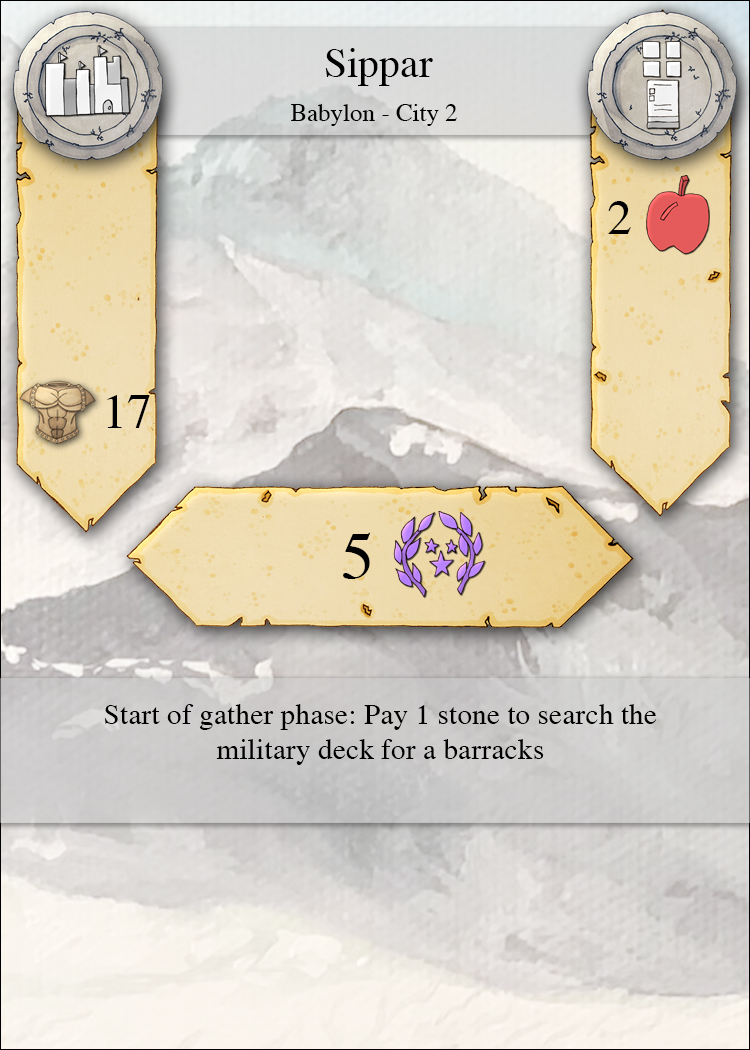 Sippar
Babylon - City 2
2
17
5
Start of gather phase: Pay 1 stone to search the
military deck for a barracks